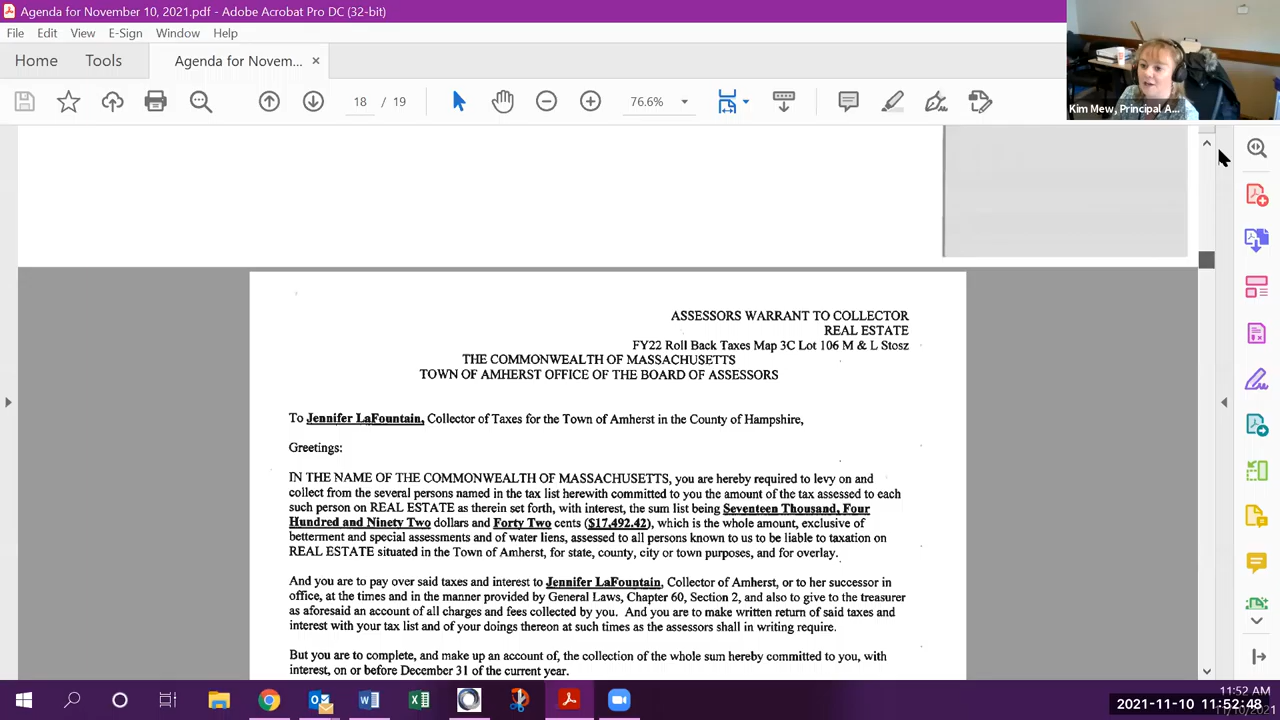 Agenda for November 10, 2021.pdf - Adobe Acrobat Pro DC (32-bit)
File Edit View E-Sign Window Help
Home Tools Agenda for Novem... ×
18 / 19 76.6%
Kim Mew, Principal A...
ASSESSORS WARRANT TO COLLECTOR
REAL ESTATE
FY22 Roll Back Taxes Map 3C Lot 106 M & L Stosz
THE COMMONWEALTH OF MASSACHUSETTS
TOWN OF AMHERST OFFICE OF THE BOARD OF ASSESSORS
To Jennifer LaFountain, Collector of Taxes for the Town of Amherst in the County of Hampshire,
Greetings:
IN THE NAME OF THE COMMONWEALTH OF MASSACHUSETTS, you are hereby required to levy on and
collect from the several persons named in the tax list herewith committed to you the amount of the tax assessed to each
such person on REAL ESTATE as therein set forth, with interest, the sum list being Seventeen Thousand, Four
Hundred and Ninety Two dollars and Forty Two cents ($17,492.42), which is the whole amount, exclusive of
betterment and special assessments and of water liens, assessed to all persons known to us to be liable to taxation on
REAL ESTATE situated in the Town of Amherst, for state, county, city or town purposes, and for overlay.
And you are to pay over said taxes and interest to Jennifer LaFountain, Collector of Amherst, or to her successor in
office, at the times and in the manner provided by General Laws, Chapter 60, Section 2, and also to give to the treasurer
as aforesaid an account of all charges and fees collected by you. And you are to make written return of said taxes and
interest with your tax list and of your doings thereon at such times as the assessors shall in writing require.
But you are to complete, and make up an account of, the collection of the whole sum hereby committed to you, with
interest, on or before December 31 of the current year.
11:52 AM
2021-11-10 11:52:48